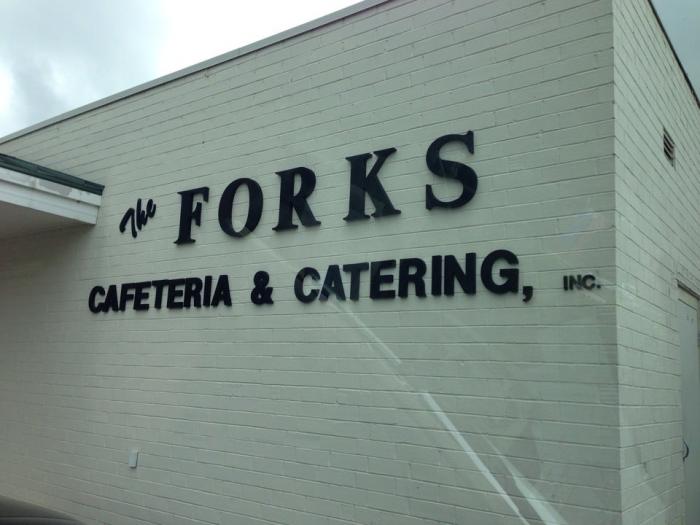 The FORKS
CAFETERIA & CATERING, INC.